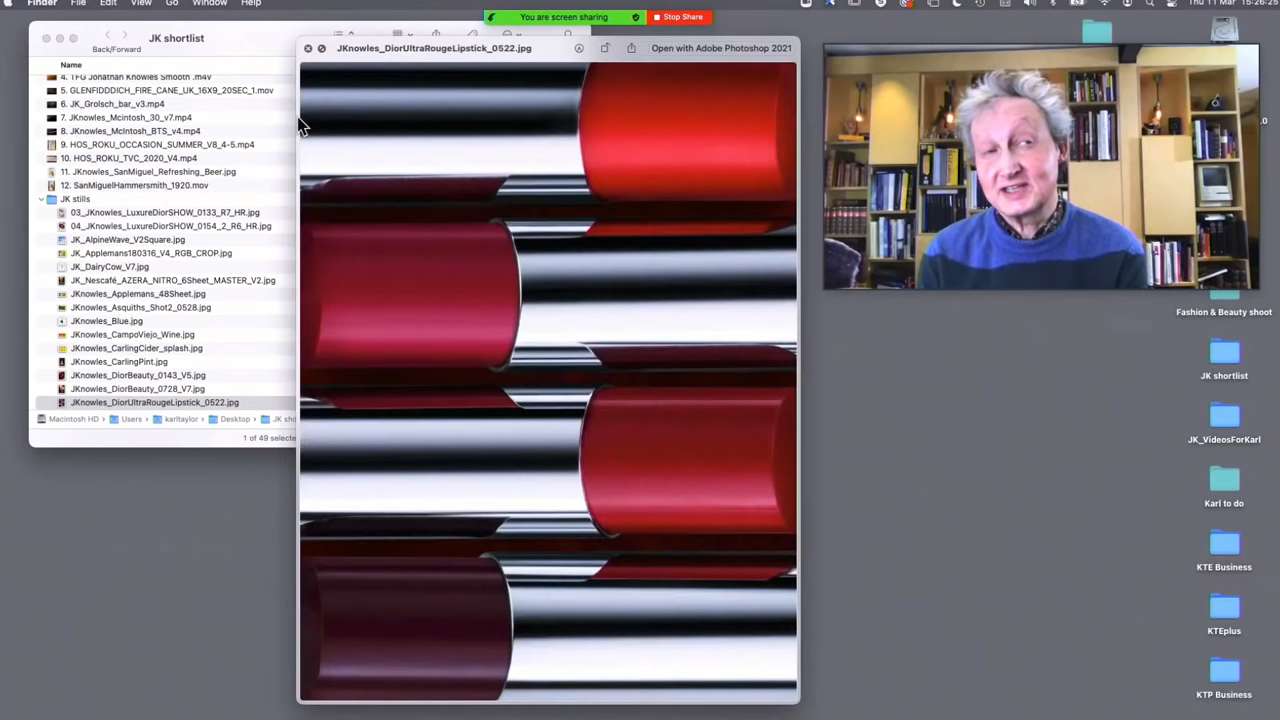 Finder File Edit View Go Window Help
Thu 11 Mar 15:26:25
You are screen sharing
Stop Share
JK shortlist
Back/Forward
Name
4. TFG Jonathan Knowles Smooth .m4v
5. GLENFIDDDICH_FIRE_CANE_UK_16X9_20SEC_1.mov
6. JK_Grolsch_bar_v3.mp4
7. JKnowles_Mcintosh_30_v7.mp4
8. JKnowles_McIntosh_BTS_v4.mp4
9. HOS_ROKU_OCCASION_SUMMER_V8_4-5.mp4
10. HOS_ROKU_TVC_2020_V4.mp4
11. JKnowles_SanMiguel_Refreshing_Beer.jpg
12. SanMiguelHammersmith_1920.mov
JK stills
03_JKnowles_LuxureDiorSHOW_0133_R7_HR.jpg
04_JKnowles_LuxureDiorSHOW_0154_2_R6_HR.jpg
JK_AlpineWave_V2Square.jpg
JK_Applemans180316_V4_RGB_CROP.jpg
JK_DairyCow_V7.jpg
JK_Nescafé_AZERA_NITRO_6Sheet_MASTER_V2.jpg
JKnowles_Applemans_48Sheet.jpg
JKnowles_Asquiths_Shot2_0528.jpg
JKnowles_Blue.jpg
JKnowles_CampoViejo_Wine.jpg
JKnowles_CarlingCider_splash.jpg
JKnowles_CarlingPint.jpg
JKnowles_DiorBeauty_0143_V5.jpg
JKnowles_DiorBeauty_0728_V7.jpg
JKnowles_DiorUltraRougeLipstick_0522.jpg
Macintosh HD Users karltaylor Desktop JK sho
1 of 49 selecte
JKnowles_DiorUltraRougeLipstick_0522.jpg
Open with Adobe Photoshop 2021
.0
Fashion & Beauty shoot
JK shortlist
JK_VideosForKarl
Karl to do
KTE Business
KTEplus
KTP Business